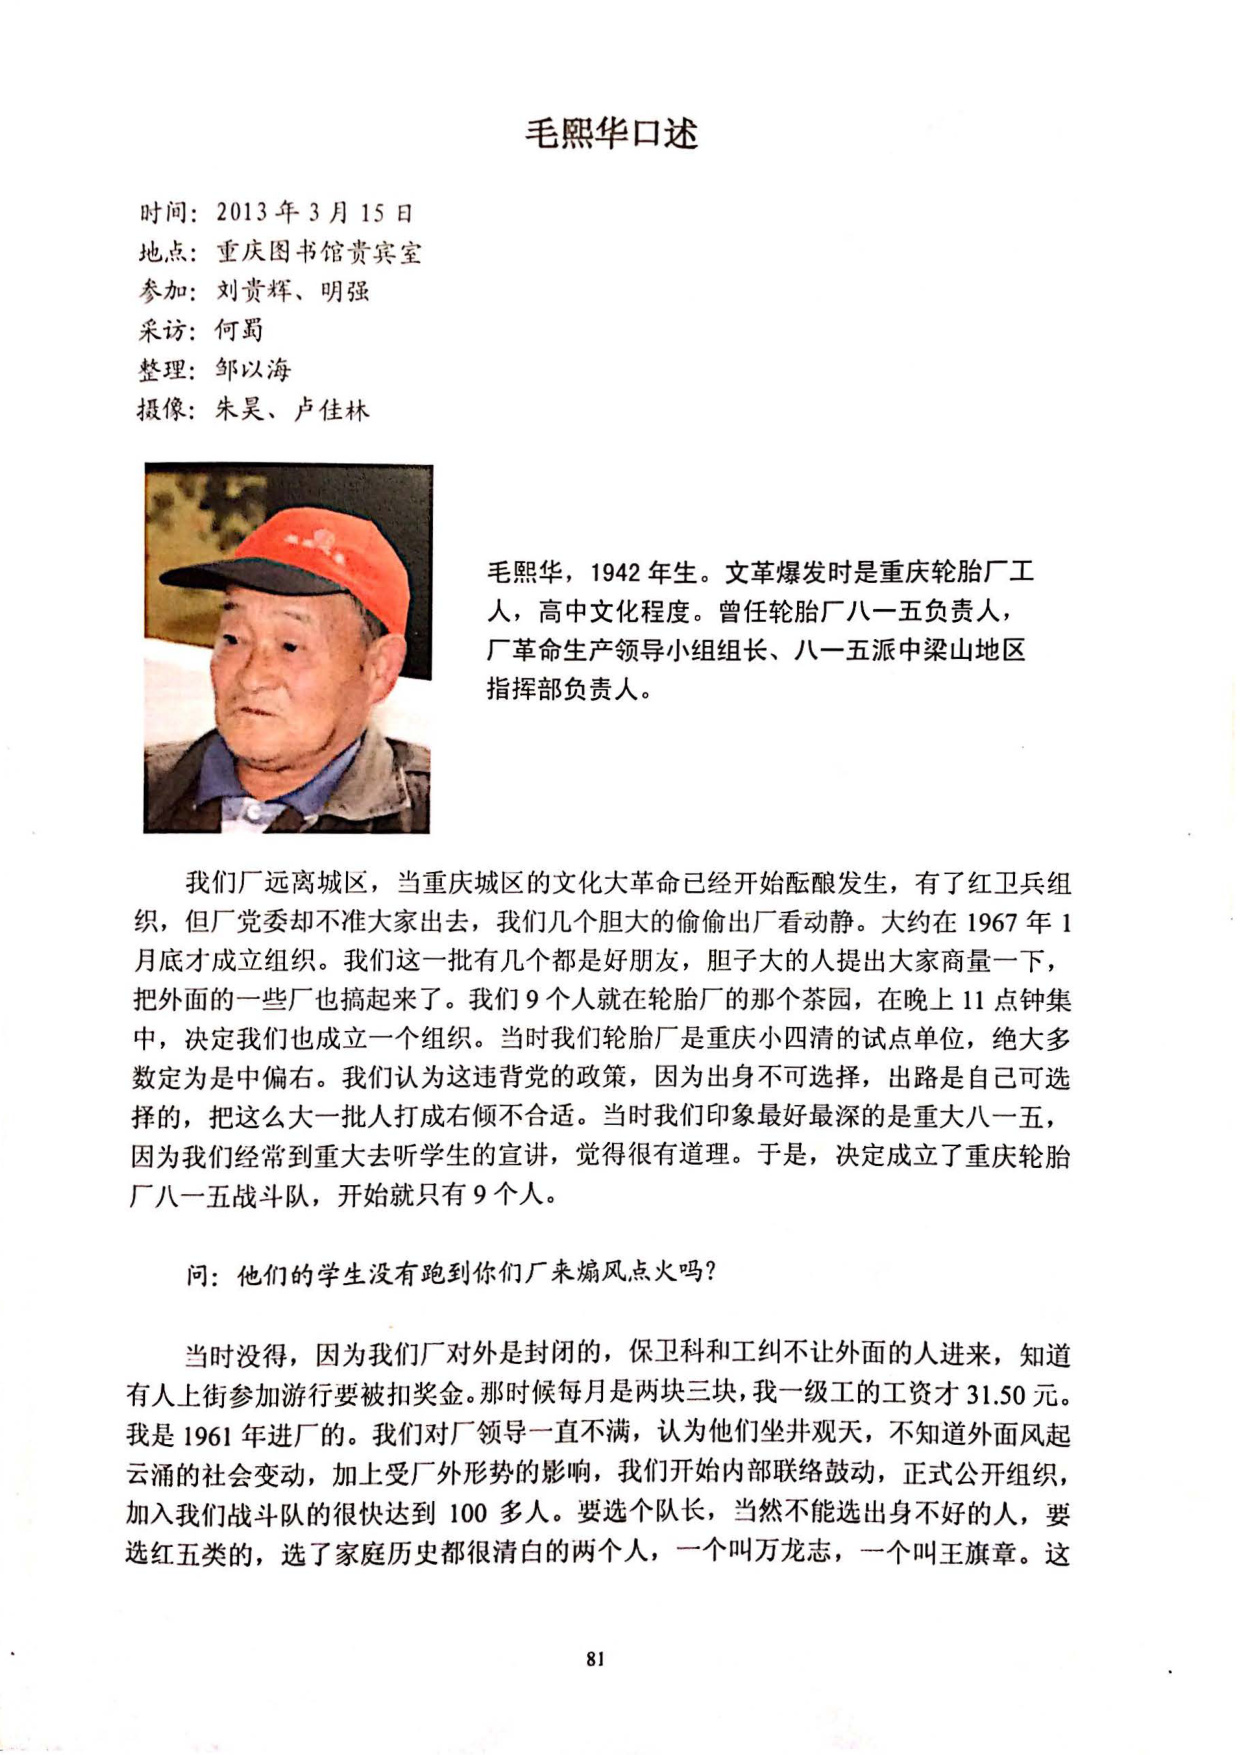 毛熙华口述
时间：2013年3月15日
地点：重庆图书馆贵宾室
参加：刘贵辉、明强
采访：何蜀
整理：邹以海
摄像：朱昊、卢佳林
毛熙华，1942年生。文革爆发时是重庆轮胎厂工
人，高中文化程度。曾任轮胎厂八一五负责人，
厂革命生产领导小组组长、八一五派中梁山地区
指挥部负责人。
我们厂远离城区，当重庆城区的文化大革命已经开始酝酿发生，有了红卫兵组
织，但厂党委却不准大家出去，我们几个胆大的偷偷出厂看动静。大约在1967年1
月底才成立组织。我们这一批有几个都是好朋友，胆子大的人提出大家商量一下，
把外面的一些厂也搞起来了。我们9个人就在轮胎厂的那个茶园，在晚上11点钟集
中，决定我们也成立一个组织。当时我们轮胎厂是重庆小四清的试点单位，绝大多
数定为是中偏右。我们认为这违背党的政策，因为出身不可选择，出路是自己可选
择的，把这么大一批人打成右倾不合适。当时我们印象最好最深的是重大八一五，
因为我们经常到重大去听学生的宣讲，觉得很有道理。于是，决定成立了重庆轮胎
厂八一五战斗队，开始就只有9个人。
问：他们的学生没有跑到你们厂来煽风点火吗？
当时没得，因为我们厂对外是封闭的，保卫科和工纠不让外面的人进来，知道
有人上街参加游行要被扣奖金。那时候每月是两块三块，我一级工的工资才31.50元。
我是1961年进厂的。我们对厂领导一直不满，认为他们坐井观天，不知道外面风起
云涌的社会变动，加上受厂外形势的影响，我们开始内部联络鼓动，正式公开组织，
加入我们战斗队的很快达到100多人。要选个队长，当然不能选出身不好的人，要
选红五类的，选了家庭历史都很清白的两个人，一个叫万龙志，一个叫王旗章。这
81